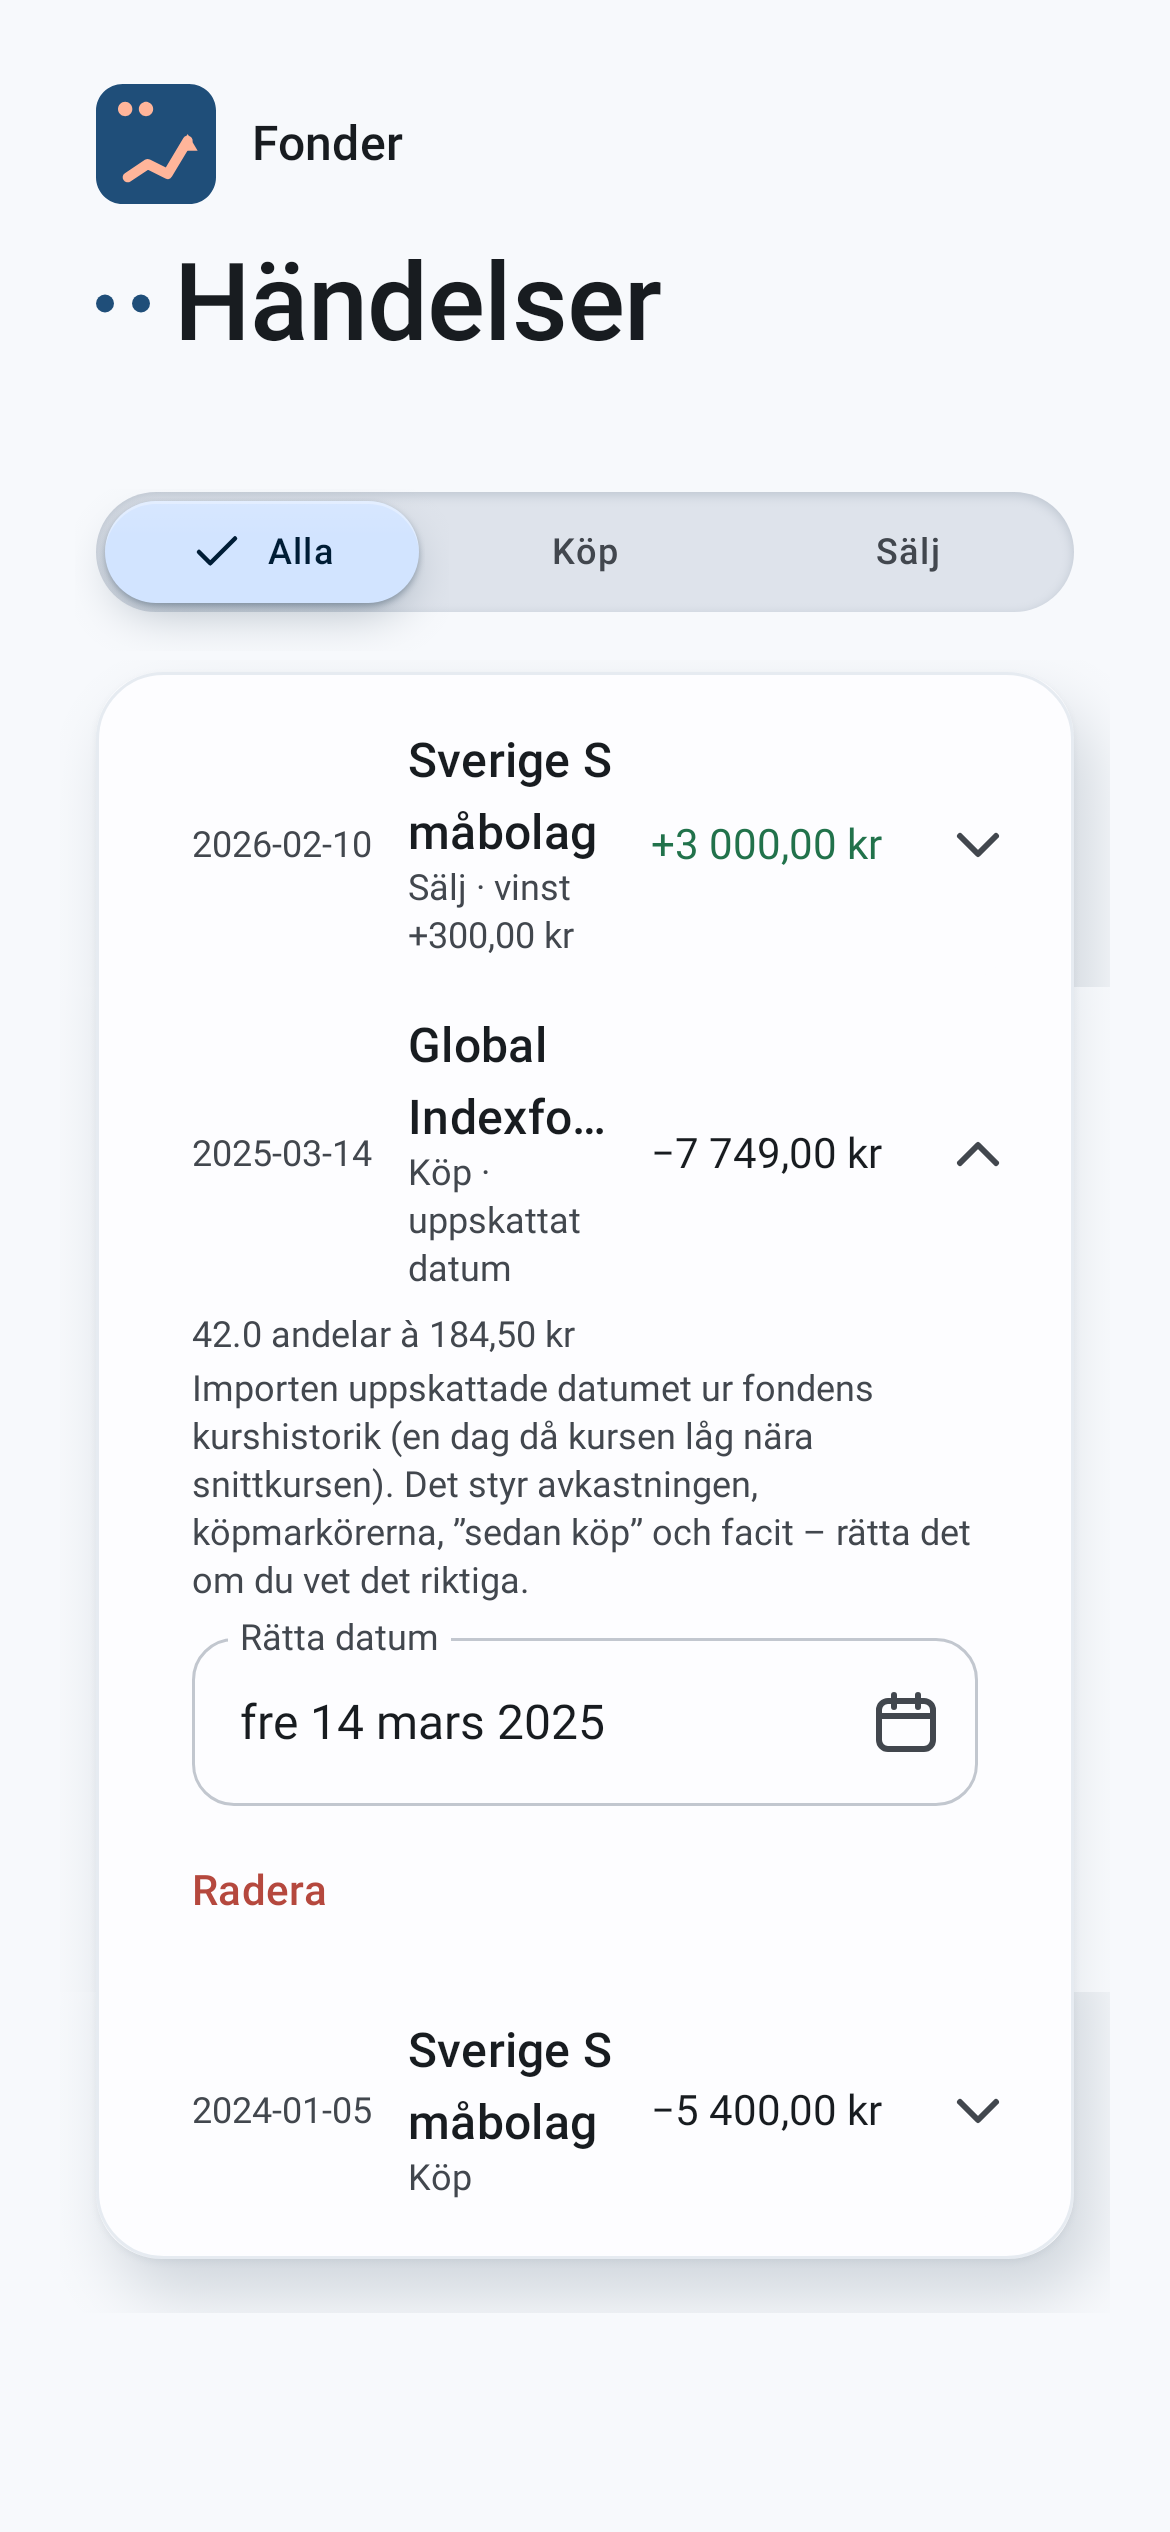 Fonder
Händelser
Alla
Köp
Sälj
2026-02-10
Sverige S
måbolag
Sälj · vinst
+300,00 kr
+3 000,00 kr
2025-03-14
Global
Indexfo…
Köp ·
uppskattat
datum
−7 749,00 kr
42.0 andelar à 184,50 kr
Importen uppskattade datumet ur fondens
kurshistorik (en dag då kursen låg nära
snittkursen). Det styr avkastningen,
köpmarkörerna, ”sedan köp” och facit – rätta det
om du vet det riktiga.
Rätta datum
fre 14 mars 2025
Radera
2024-01-05
Sverige S
måbolag
Köp
−5 400,00 kr